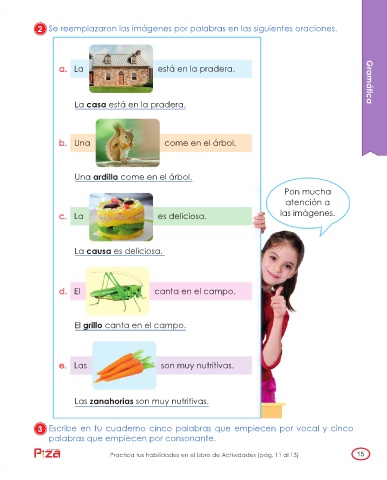 2 Se reemplazaron las imágenes por palabras en las siguientes oraciones.
Gramática
a. La está en la pradera.
La casa está en la pradera.
b. Una come en el árbol.
Una ardilla come en el árbol.
Pon mucha
atención a
las imágenes.
c. La es deliciosa.
La causa es deliciosa.
d. El canta en el campo.
El grillo canta en el campo.
e. Las son muy nutritivas.
Las zanahorias son muy nutritivas.
3 Escribe en tu cuaderno cinco palabras que empiecen por vocal y cinco
palabras que empiecen por consonante.
Practica tus habilidades en el Libro de Actividades (pág. 11 al 13)
15